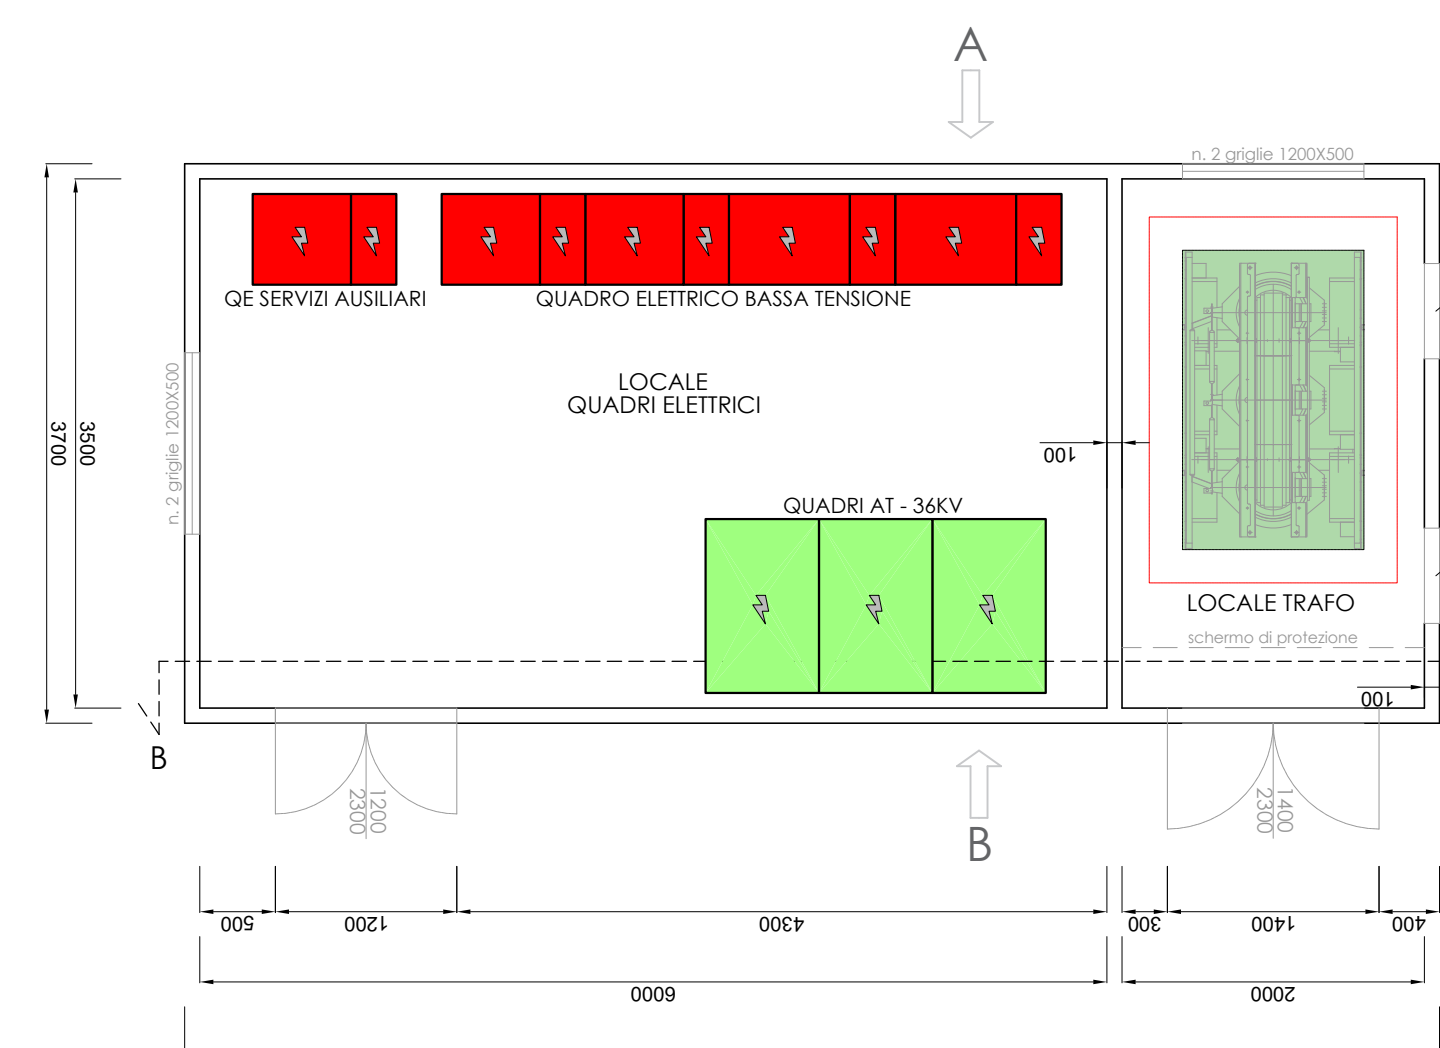 A
n. 2 griglie 1200X500
QE SERVIZI AUSILIARI
QUADRO ELETTRICO BASSA TENSIONE
LOCALE
QUADRI ELETTRICI
n. 2 griglie 1200X500
3700
3500
100
QUADRI AT - 36KV
LOCALE TRAFO
schermo di protezione
100
B
1200
2300
1400
2300
B
500
1200
4300
300
1400
400
6000
2000